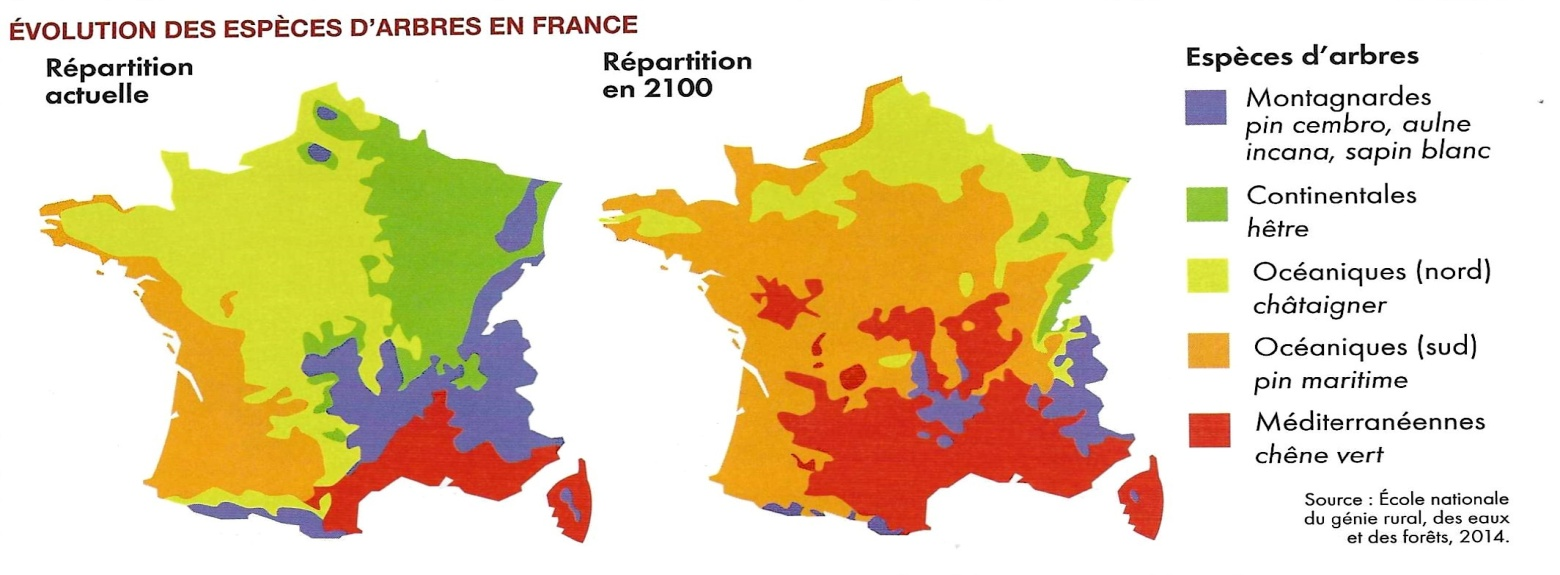 ÉVOLUTION DES ESPÈCES D'ARBRES EN FRANCE
Répartition
actuelle
Répartition
en 2100
Espèces d'arbres
Montagnardes
pin cembro, aulne
incana, sapin blanc
Continentales
hêtre
Océaniques (nord)
châtaigner
Océaniques (sud)
pin maritime
Méditerranéennes
chêne vert
Source : École nationale
du génie rural, des eaux
et des forêts, 2014.